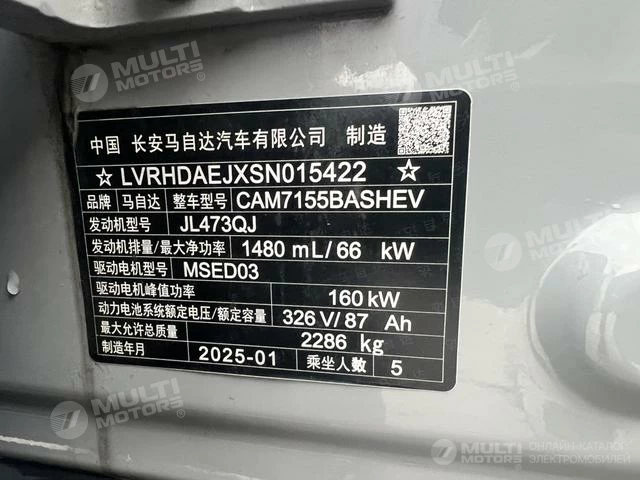 MULTI MOTORS
MULTI MOTORS
中国 长安马自达汽车有限公司 制造
☆ LVRHDAEJXSN015422 ☆
品牌 马自达 整车型号 CAM7155BASHEV
发动机型号 JL473QJ
发动机排量/最大净功率 1480 mL/66 kW
驱动电机型号 MSED03
驱动电机峰值功率 160 kW
动力电池系统额定电压/额定容量 326 V/87 Ah
最大允许总质量 2286 kg
制造年月 2025-01 乘坐人数 5
MULTI MOTORS
MULTI MOTORS
ОНЛАЙН-КАТАЛОГ
ЭЛЕКТРОМОБИЛЕЙ